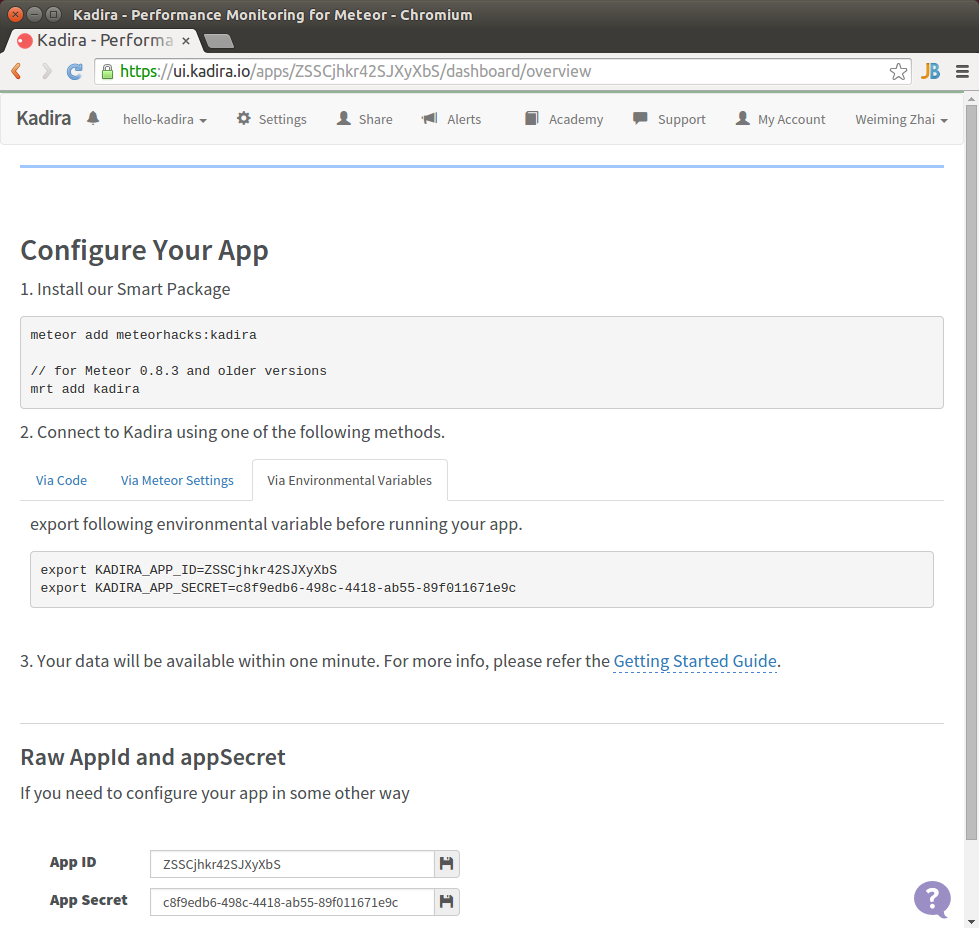 Kadira - Performance Monitoring for Meteor - Chromium
Kadira - Performa
https://ui.kadira.io/apps/ZSSCjhkr42SJXyXbS/dashboard/overview
JB
Kadira hello-kadira Settings Share Alerts Academy Support My Account Weiming Zhai
Configure Your App
1. Install our Smart Package
meteor add meteorhacks:kadira
// for Meteor 0.8.3 and older versions
mrt add kadira
2. Connect to Kadira using one of the following methods.
Via Code Via Meteor Settings Via Environmental Variables
export following environmental variable before running your app.
export KADIRA_APP_ID=ZSSCjhkr42SJXyXbS
export KADIRA_APP_SECRET=c8f9edb6-498c-4418-ab55-89f011671e9c
3. Your data will be available within one minute. For more info, please refer the Getting Started Guide.
Raw AppId and appSecret
If you need to configure your app in some other way
App ID ZSSCjhkr42SJXyXbS
App Secret c8f9edb6-498c-4418-ab55-89f011671e9c
?